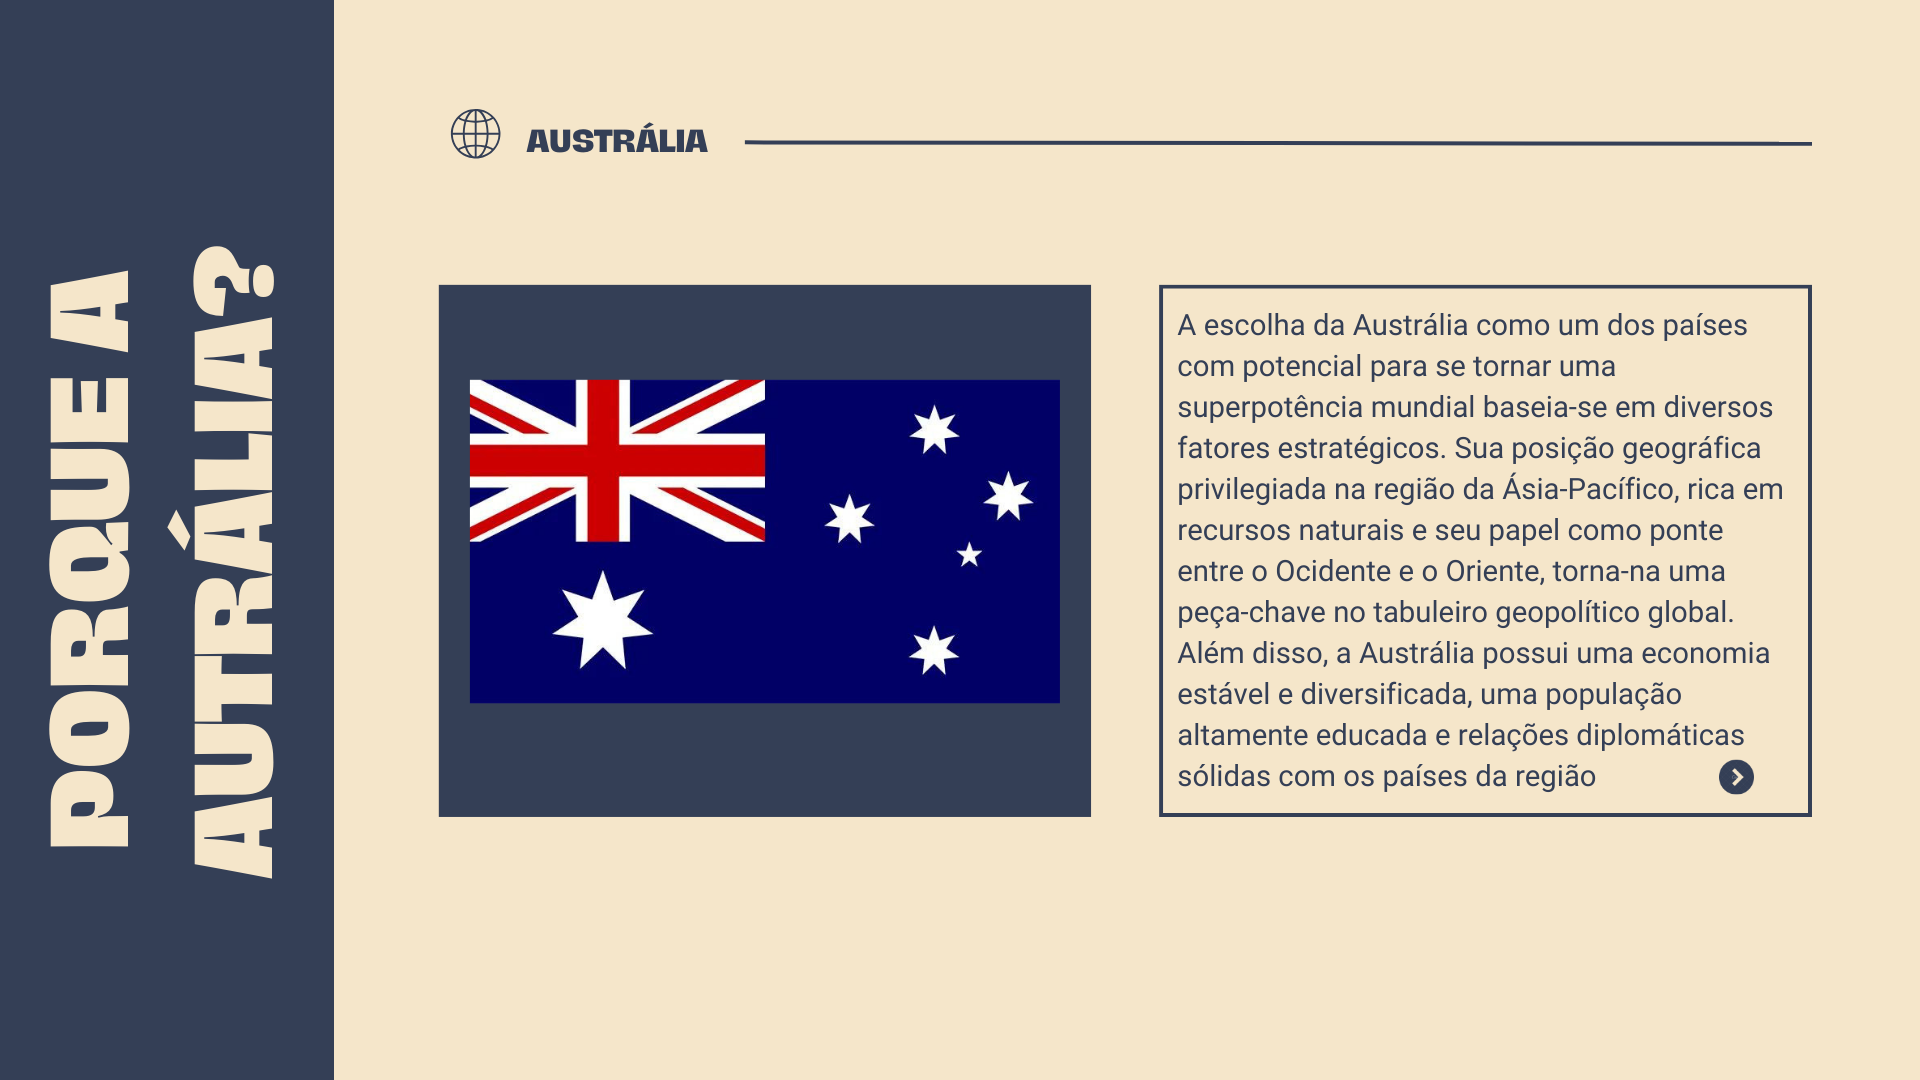 PORQUE A
AUTRÁLIA?
AUSTRÁLIA
A escolha da Austrália como um dos países
com potencial para se tornar uma
superpotência mundial baseia-se em diversos
fatores estratégicos. Sua posição geográfica
privilegiada na região da Ásia-Pacífico, rica em
recursos naturais e seu papel como ponte
entre o Ocidente e o Oriente, torna-na uma
peça-chave no tabuleiro geopolítico global.
Além disso, a Austrália possui uma economia
estável e diversificada, uma população
altamente educada e relações diplomáticas
sólidas com os países da região